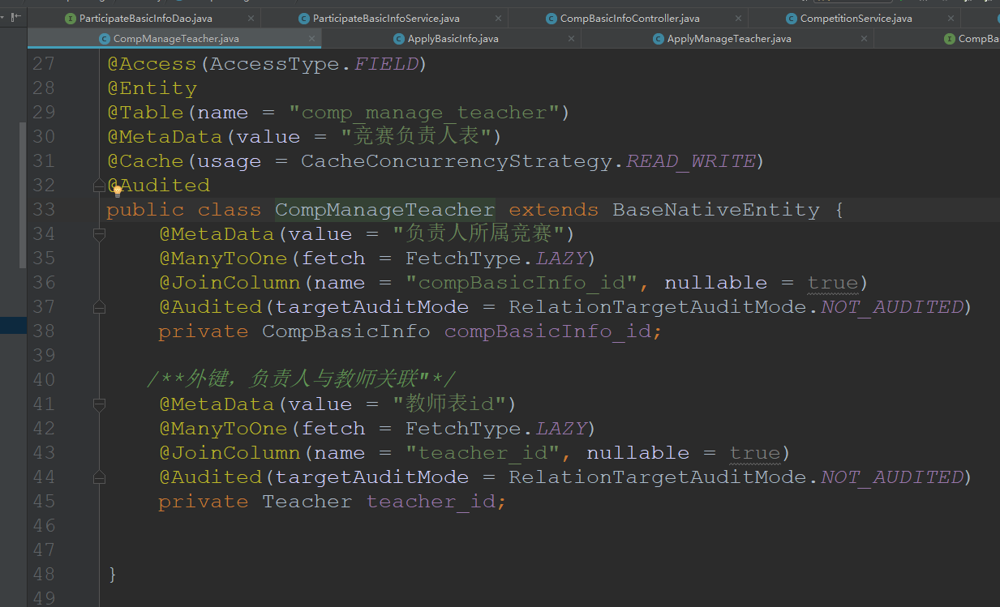 ParticipateBasicInfoDao.java ParticipateBasicInfoService.java CompBasicInfoController.java CompetitionService.java
CompManageTeacher.java ApplyBasicInfo.java ApplyManageTeacher.java CompBa
27 @Access(AccessType.FIELD)
28 @Entity
29 @Table(name = "comp_manage_teacher")
30 @MetaData(value = "竞赛负责人表")
31 @Cache(usage = CacheConcurrencyStrategy.READ_WRITE)
32 @Audited
33 public class CompManageTeacher extends BaseNativeEntity {
34 @MetaData(value = "负责人所属竞赛")
35 @ManyToOne(fetch = FetchType.LAZY)
36 @JoinColumn(name = "compBasicInfo_id", nullable = true)
37 @Audited(targetAuditMode = RelationTargetAuditMode.NOT_AUDITED)
38 private CompBasicInfo compBasicInfo_id;
39
40 /**外键，负责人与教师关联"*/
41 @MetaData(value = "教师表id")
42 @ManyToOne(fetch = FetchType.LAZY)
43 @JoinColumn(name = "teacher_id", nullable = true)
44 @Audited(targetAuditMode = RelationTargetAuditMode.NOT_AUDITED)
45 private Teacher teacher_id;
46
47
48 }
49